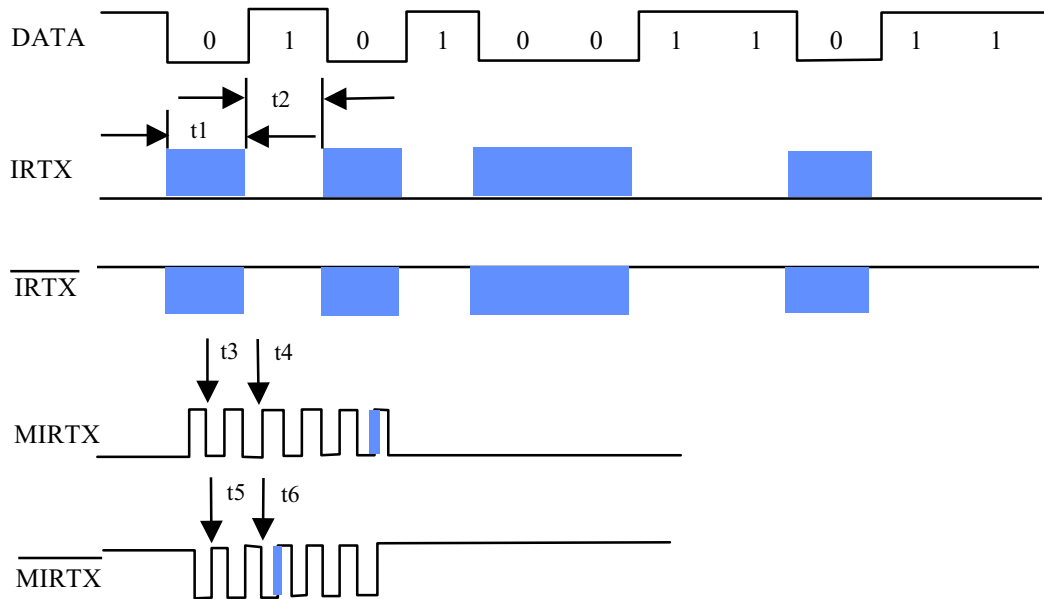 DATA 0 1 0 1 0 0 1 1 0 1 1
t2
t1
IRTX
IRTX
t3 t4
MIRTX
t5 t6
MIRTX